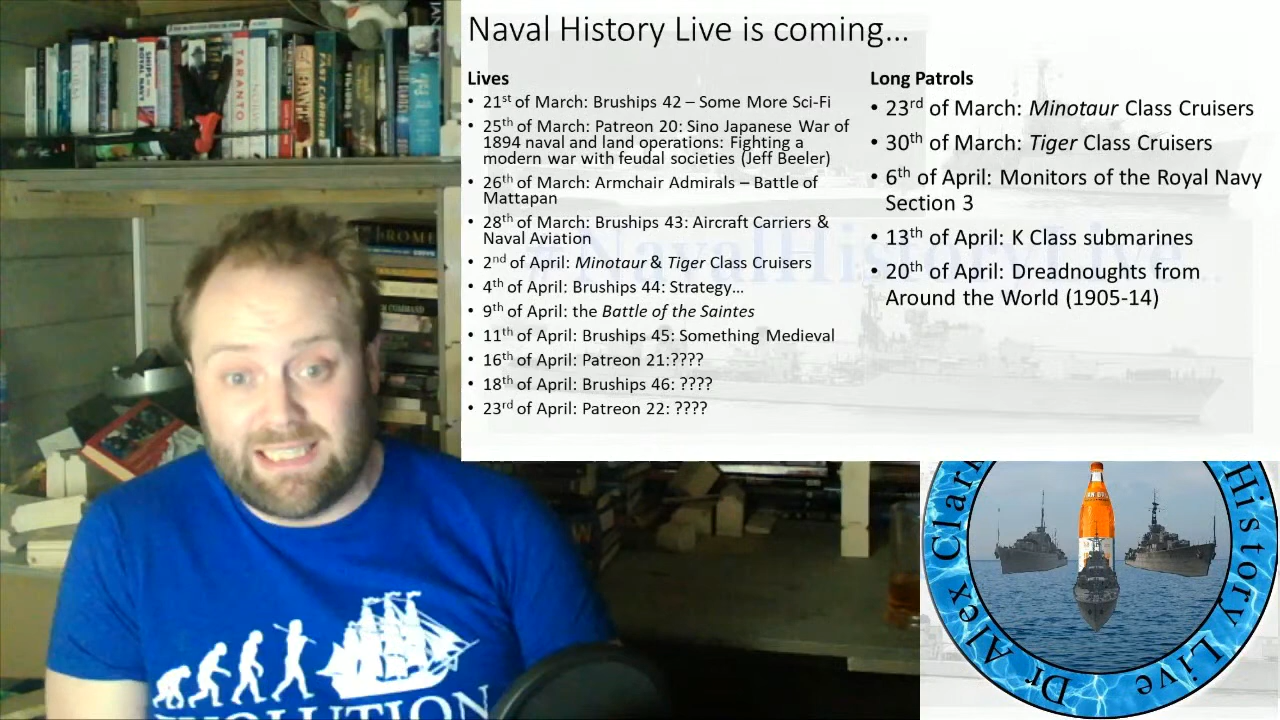 Naval History Live is coming...
Lives
• 21st of March: Bruships 42 – Some More Sci-Fi
• 25th of March: Patreon 20: Sino Japanese War of
1894 naval and land operations: Fighting a
modern war with feudal societies (Jeff Beeler)
• 26th of March: Armchair Admirals – Battle of
Mattapan
• 28th of March: Bruships 43: Aircraft Carriers &
Naval Aviation
• 2nd of April: Minotaur & Tiger Class Cruisers
• 4th of April: Bruships 44: Strategy...
• 9th of April: the Battle of the Saintes
• 11th of April: Bruships 45: Something Medieval
• 16th of April: Patreon 21:????
• 18th of April: Bruships 46: ????
• 23rd of April: Patreon 22: ????
Long Patrols
• 23rd of March: Minotaur Class Cruisers
• 30th of March: Tiger Class Cruisers
• 6th of April: Monitors of the Royal Navy
Section 3
• 13th of April: K Class submarines
• 20th of April: Dreadnoughts from
Around the World (1905-14)
Dr Alex Clark
History Live
TARANTO
ROME
COMMAND
EVOLUTION